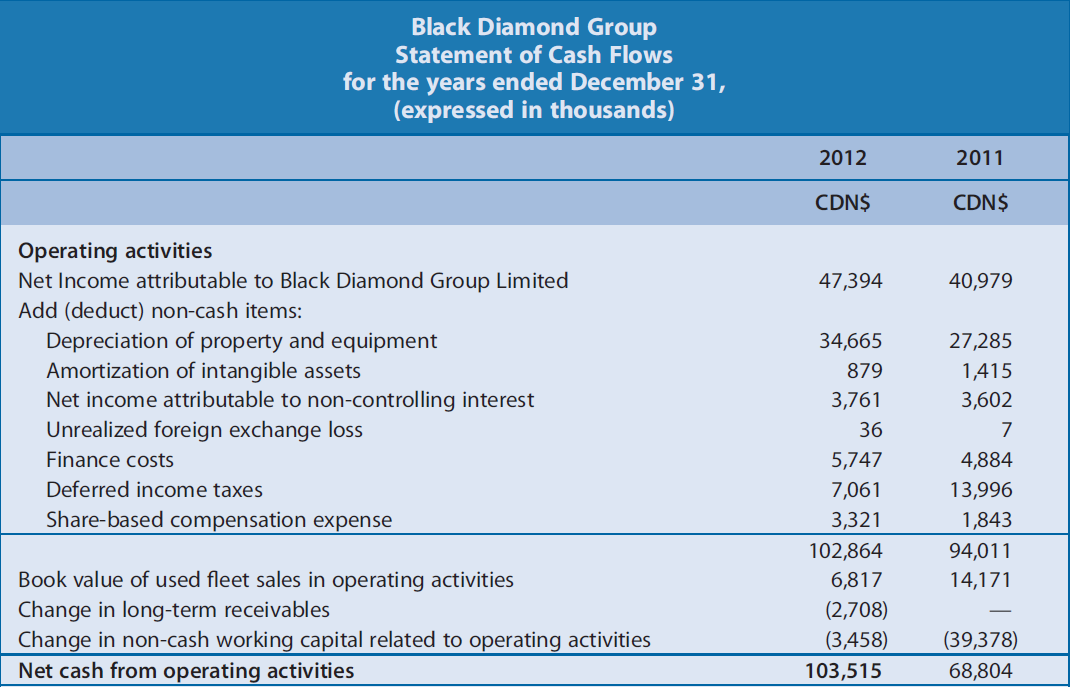 Black Diamond Group
Statement of Cash Flows
for the years ended December 31,
(expressed in thousands)
2012 2011
CDN$ CDN$
Operating activities
Net Income attributable to Black Diamond Group Limited 47,394 40,979
Add (deduct) non-cash items:
Depreciation of property and equipment 34,665 27,285
Amortization of intangible assets 879 1,415
Net income attributable to non-controlling interest 3,761 3,602
Unrealized foreign exchange loss 36 7
Finance costs 5,747 4,884
Deferred income taxes 7,061 13,996
Share-based compensation expense 3,321 1,843
102,864 94,011
Book value of used fleet sales in operating activities 6,817 14,171
Change in long-term receivables (2,708) —
Change in non-cash working capital related to operating activities (3,458) (39,378)
Net cash from operating activities 103,515 68,804